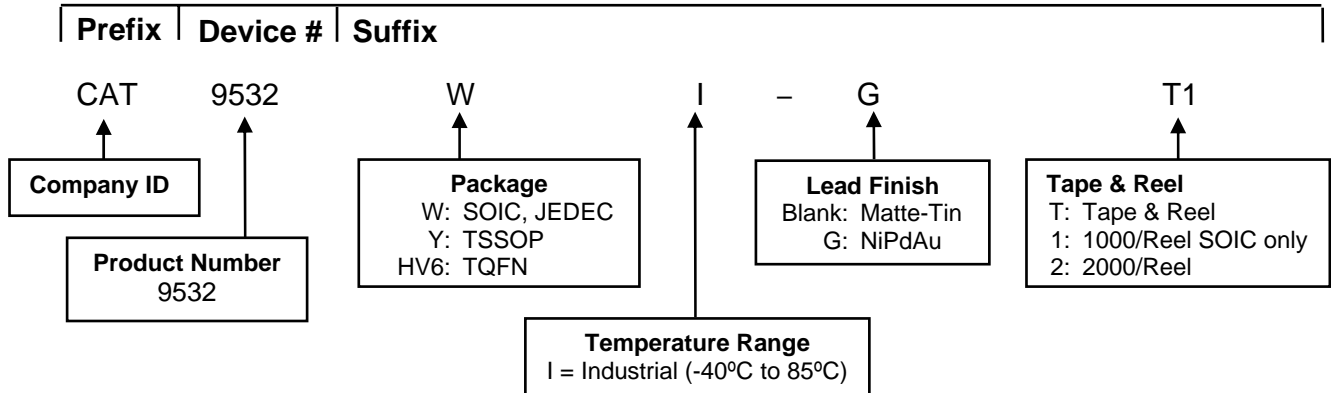 Prefix Device # Suffix
CAT 9532 W I – G T1
Company ID
Product Number
9532
Package
W: SOIC, JEDEC
Y: TSSOP
HV6: TQFN
Temperature Range
I = Industrial (-40ºC to 85ºC)
Lead Finish
Blank: Matte-Tin
G: NiPdAu
Tape & Reel
T: Tape & Reel
1: 1000/Reel SOIC only
2: 2000/Reel